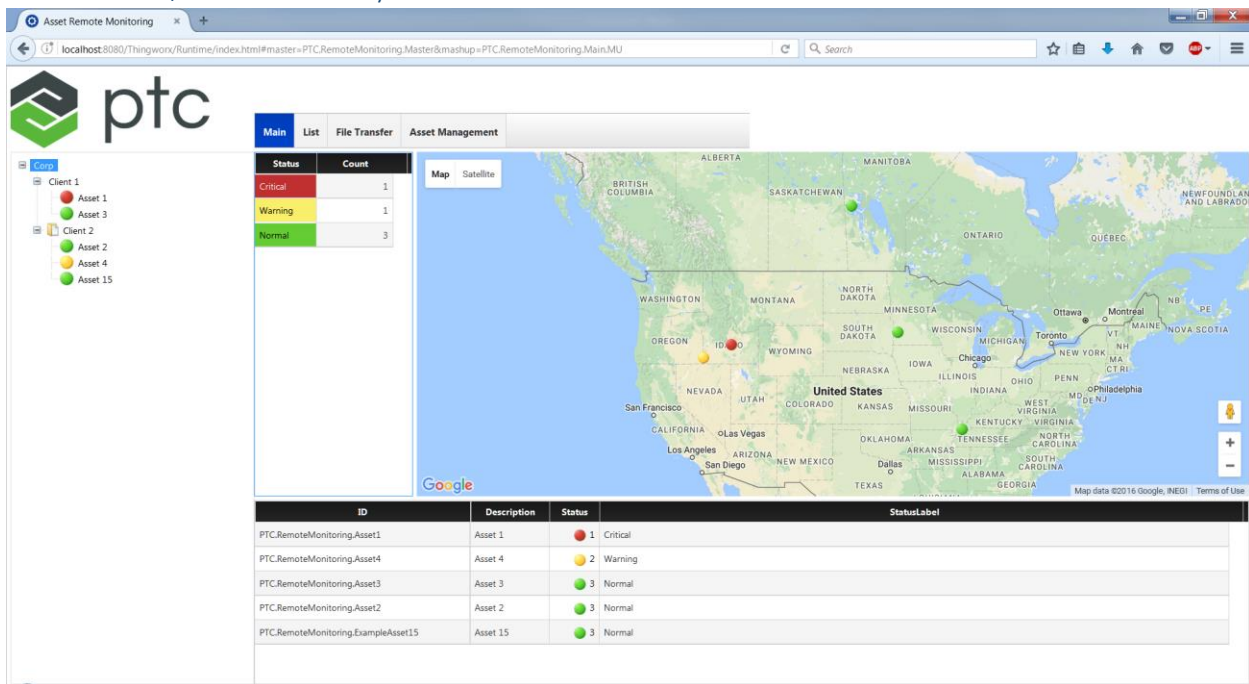 Asset Remote Monitoring
localhost:8080/Thingworx/Runtime/index.html#master=PTC.RemoteMonitoring.Master&mashup=PTC.RemoteMonitoring.Main.MU
Search
ABP
ptc
Main List File Transfer Asset Management
Corp
Client 1
Asset 1
Asset 3
Client 2
Asset 2
Asset 4
Asset 15
Status Count
Critical 1
Warning 1
Normal 3
Map Satellite
ALBERTA
MANITOBA
BRITISH
COLUMBIA
SASKATCHEWAN
NEWFOUNDLAN
AND LABRADO
ONTARIO
QUÉBEC
WASHINGTON
MONTANA
NORTH
DAKOTA
MINNESOTA
Ottawa
Montreal
NB
PE
MAINE
NOVA SCOTIA
OREGON
SOUTH
DAKOTA
WISCONSIN
MICHIGAN
Toronto
VT
NH
WYOMING
NEW YORK
MA
CT RI
IOWA
Chicago
NEBRASKA
ILLINOIS
INDIANA
OHIO
PENN
Philadelphia
MD
DE NJ
NEVADA
UTAH
COLORADO
United States
KANSAS
MISSOURI
WEST
VIRGINIA
KENTUCKY
VIRGINIA
San Francisco
CALIFORNIA
Las Vegas
OKLAHOMA
TENNESSEE
NORTH
CAROLINA
Los Angeles
ARIZONA
NEW MEXICO
ARKANSAS
San Diego
Dallas
MISSISSIPPI
SOUTH
CAROLINA
ALABAMA
TEXAS
GEORGIA
Google
Map data ©2016 Google, INEGI Terms of Use
ID Description Status StatusLabel
PTC.RemoteMonitoring.Asset1 Asset 1 1 Critical
PTC.RemoteMonitoring.Asset4 Asset 4 2 Warning
PTC.RemoteMonitoring.Asset3 Asset 3 3 Normal
PTC.RemoteMonitoring.Asset2 Asset 2 3 Normal
PTC.RemoteMonitoring.ExampleAsset15 Asset 15 3 Normal